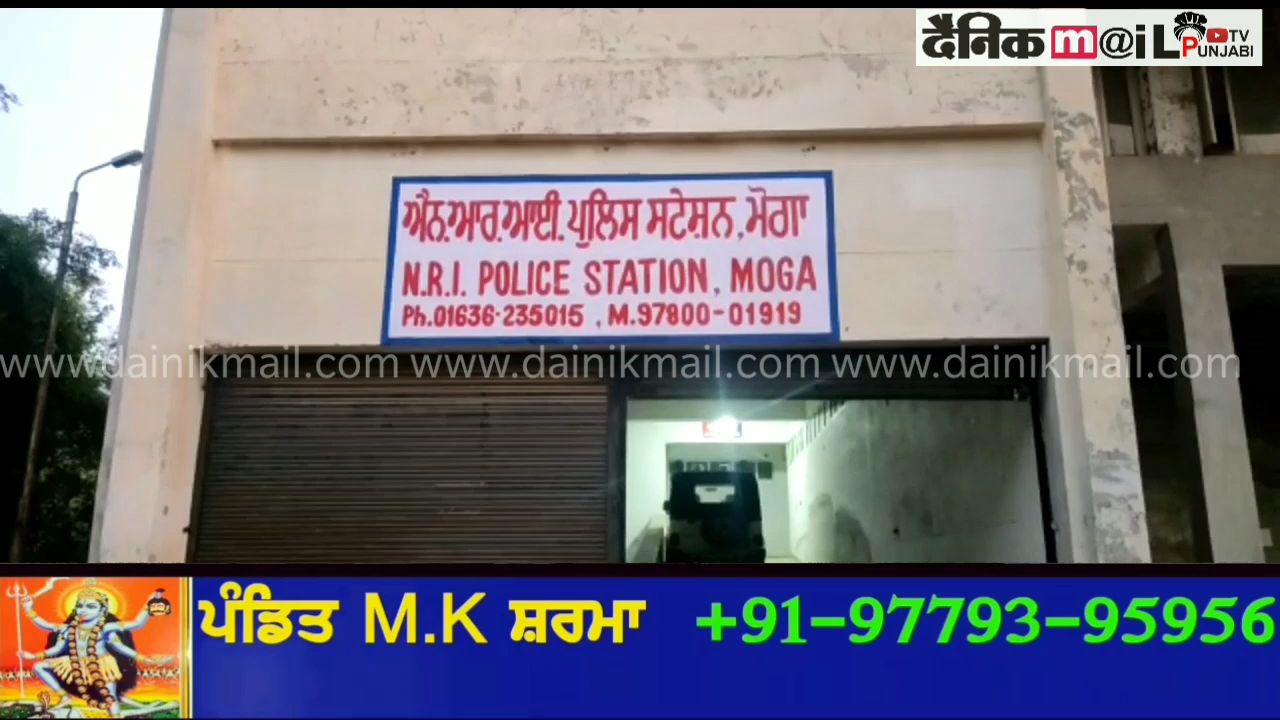 दैनिक m@iL TV PUNJABI
ਐਨ.ਆਰ.ਆਈ. ਪੁਲਿਸ ਸਟੇਸ਼ਨ, ਮੋਗਾ
N.R.I. POLICE STATION, MOGA
Ph.01636-235015 , M.97800-01919
www.dainikmail.com www.dainikmail.com www.dainikmail.com
ਪੰਡਿਤ M.K ਸ਼ਰਮਾ +91-97793-95956